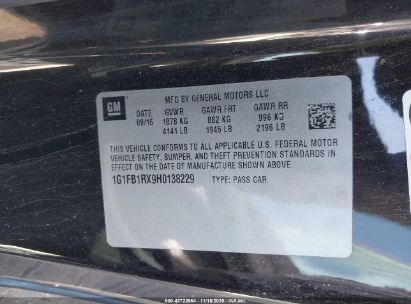 GM
MFD BY GENERAL MOTORS LLC
DATE GVWR GAWR FRT GAWR RR
09/16 1878 KG 882 KG 996 KG
4141 LB 1945 LB 2196 LB
THIS VEHICLE CONFORMS TO ALL APPLICABLE U.S. FEDERAL MOTOR
VEHICLE SAFETY, BUMPER, AND THEFT PREVENTION STANDARDS IN
EFFECT ON THE DATE OF MANUFACTURE SHOWN ABOVE.
1G1FB1RX9H0138229 TYPE: PASS CAR